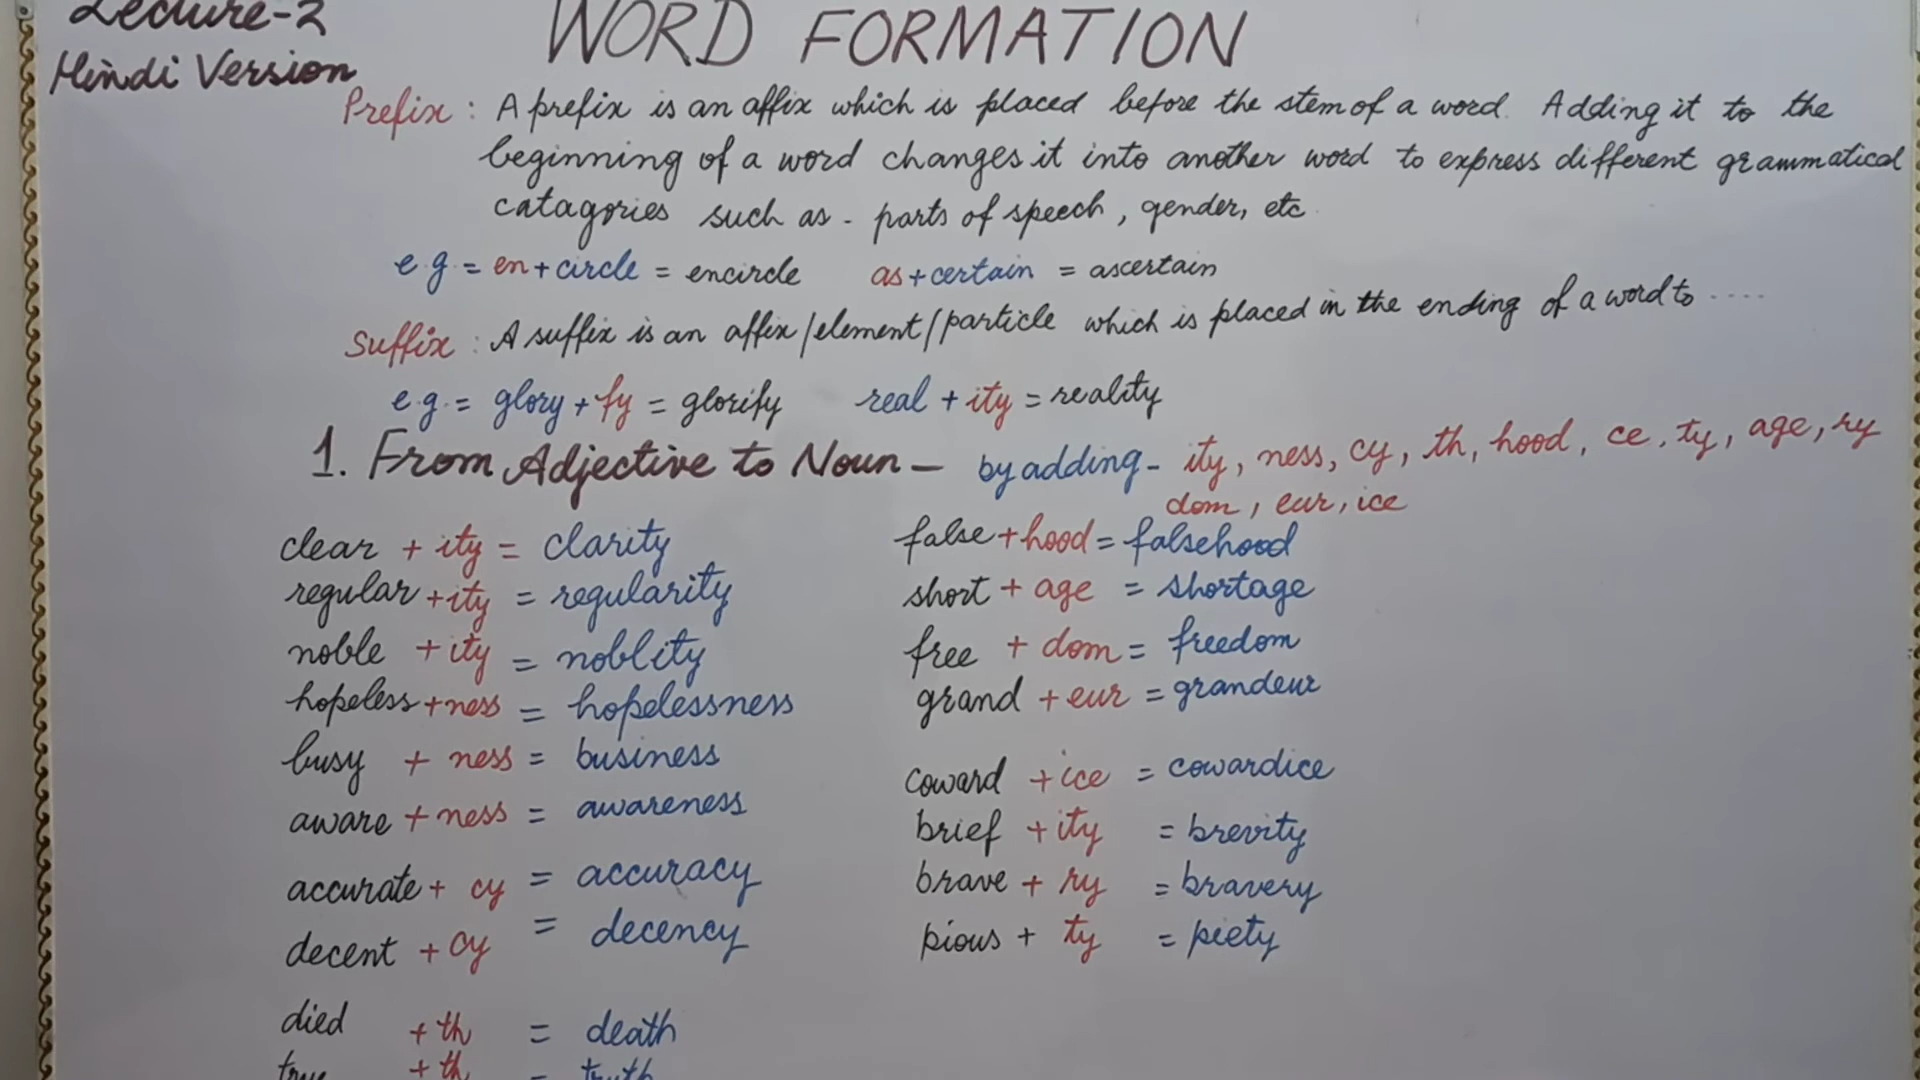 Lecture-2
Hindi Version
WORD FORMATION
Prefix : A prefix is an affix which is placed before the stem of a word. Adding it to the
beginning of a word changes it into another word to express different grammatical
catagories such as - parts of speech, gender, etc.
e.g = en+circle = encircle as+certain = ascertain
Suffix : A suffix is an affix/element/particle which is placed in the ending of a word to .....
e.g. = glory + fy = glorify real + ity = reality
1. From Adjective to Noun - by adding - ity, ness, cy, th, hood, ce, ty, age, ry
dom, eur, ice
clear + ity = clarity
regular + ity = regularity
noble + ity = noblity
hopeless + ness = hopelessness
busy + ness = business
aware + ness = awareness
accurate + cy = accuracy
decent + cy = decency
died + th = death
true + th = truth
false + hood = falsehood
short + age = shortage
free + dom = freedom
grand + eur = grandeur
coward + ice = cowardice
brief + ity = brevity
brave + ry = bravery
pious + ty = piety